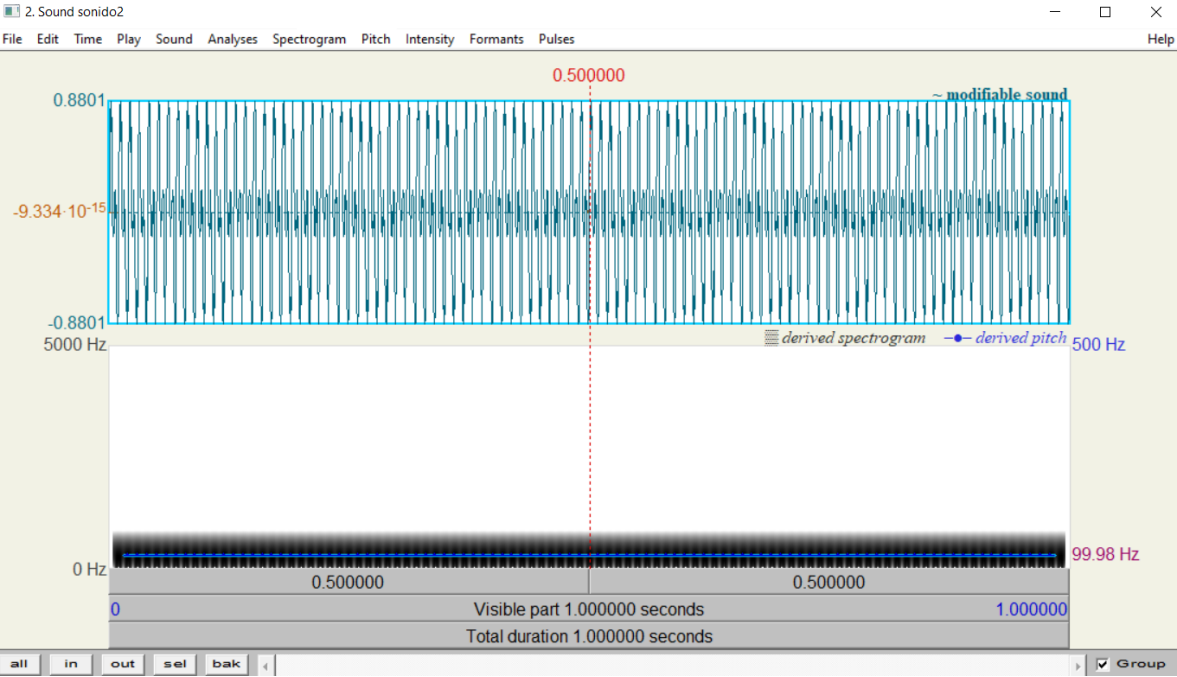 2. Sound sonido2
File Edit Time Play Sound Analyses Spectrogram Pitch Intensity Formants Pulses Help
0.500000
0.8801
~ modifiable sound
-9.334·10⁻¹⁵
-0.8801
5000 Hz
derived spectrogram
derived pitch
500 Hz
99.98 Hz
0 Hz
0.500000 0.500000
0 Visible part 1.000000 seconds 1.000000
Total duration 1.000000 seconds
all in out sel bak Group